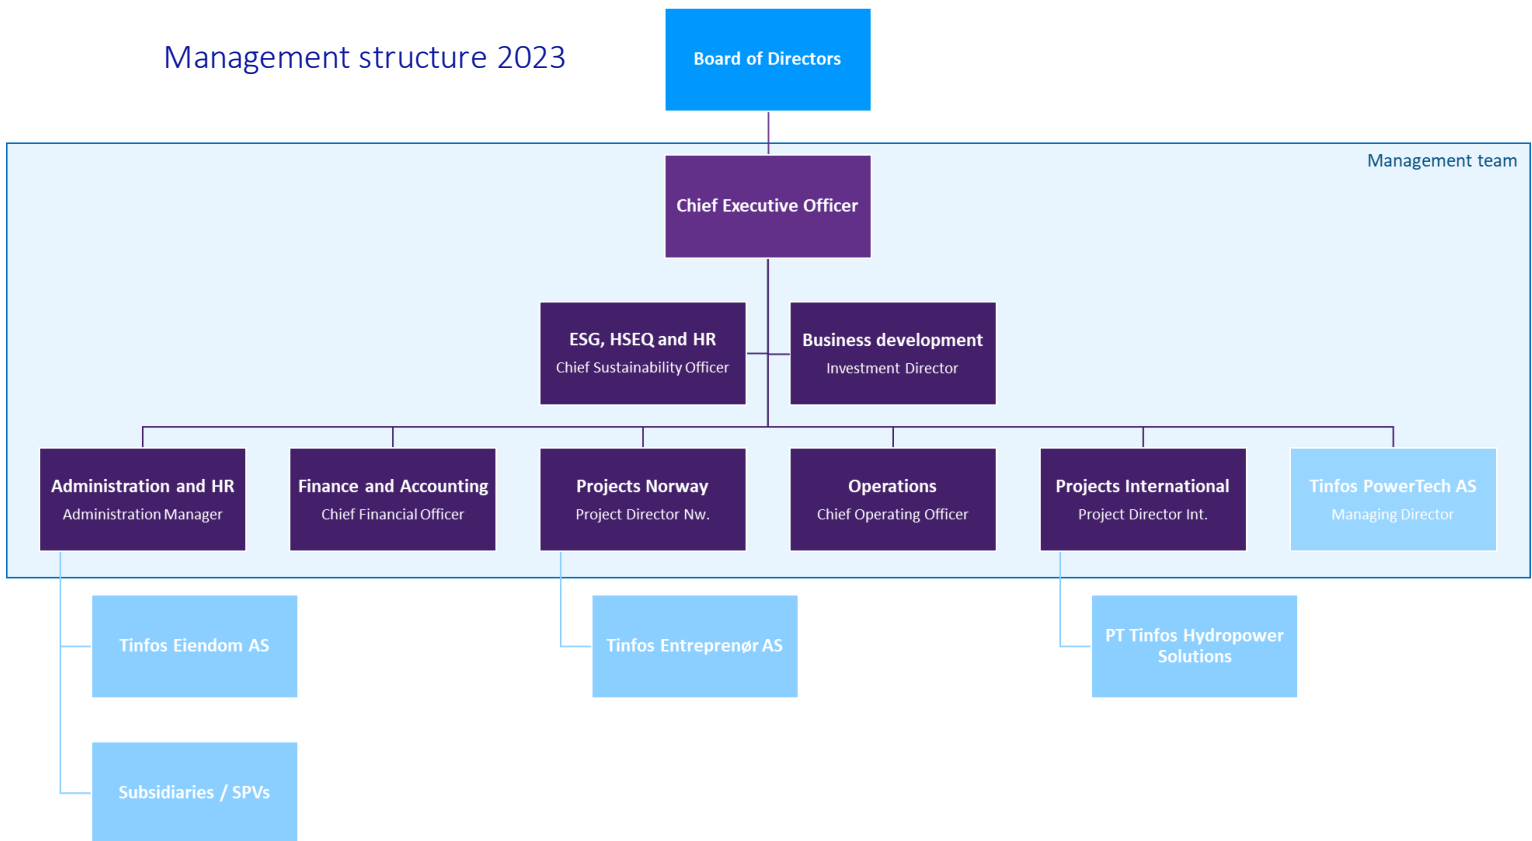 Management structure 2023
Board of Directors
Management team
Chief Executive Officer
ESG, HSEQ and HR
Chief Sustainability Officer
Business development
Investment Director
Administration and HR
Administration Manager
Finance and Accounting
Chief Financial Officer
Projects Norway
Project Director Nw.
Operations
Chief Operating Officer
Projects International
Project Director Int.
Tinfos PowerTech AS
Managing Director
Tinfos Eiendom AS
Tinfos Entreprenør AS
PT Tinfos Hydropower
Solutions
Subsidiaries / SPVs